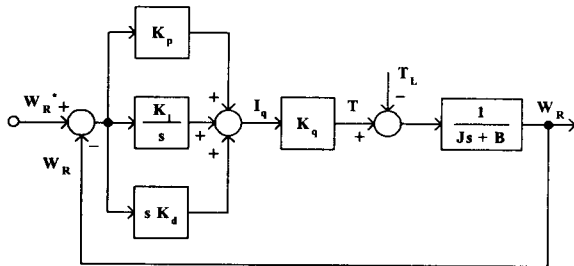 K_p
W_R* +
K_i
s
+
+
+
I_q
K_q
T
+
T_L
−
1
Js + B
W_R
−
W_R
s K_d